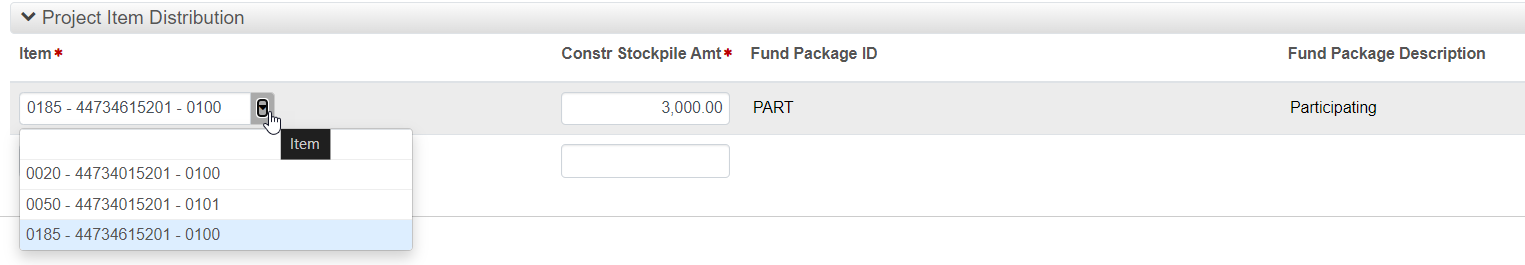 Project Item Distribution
Item* Constr Stockpile Amt* Fund Package ID Fund Package Description
0185 - 44734615201 - 0100 3,000.00 PART Participating
Item
0020 - 44734015201 - 0100
0050 - 44734015201 - 0101
0185 - 44734615201 - 0100